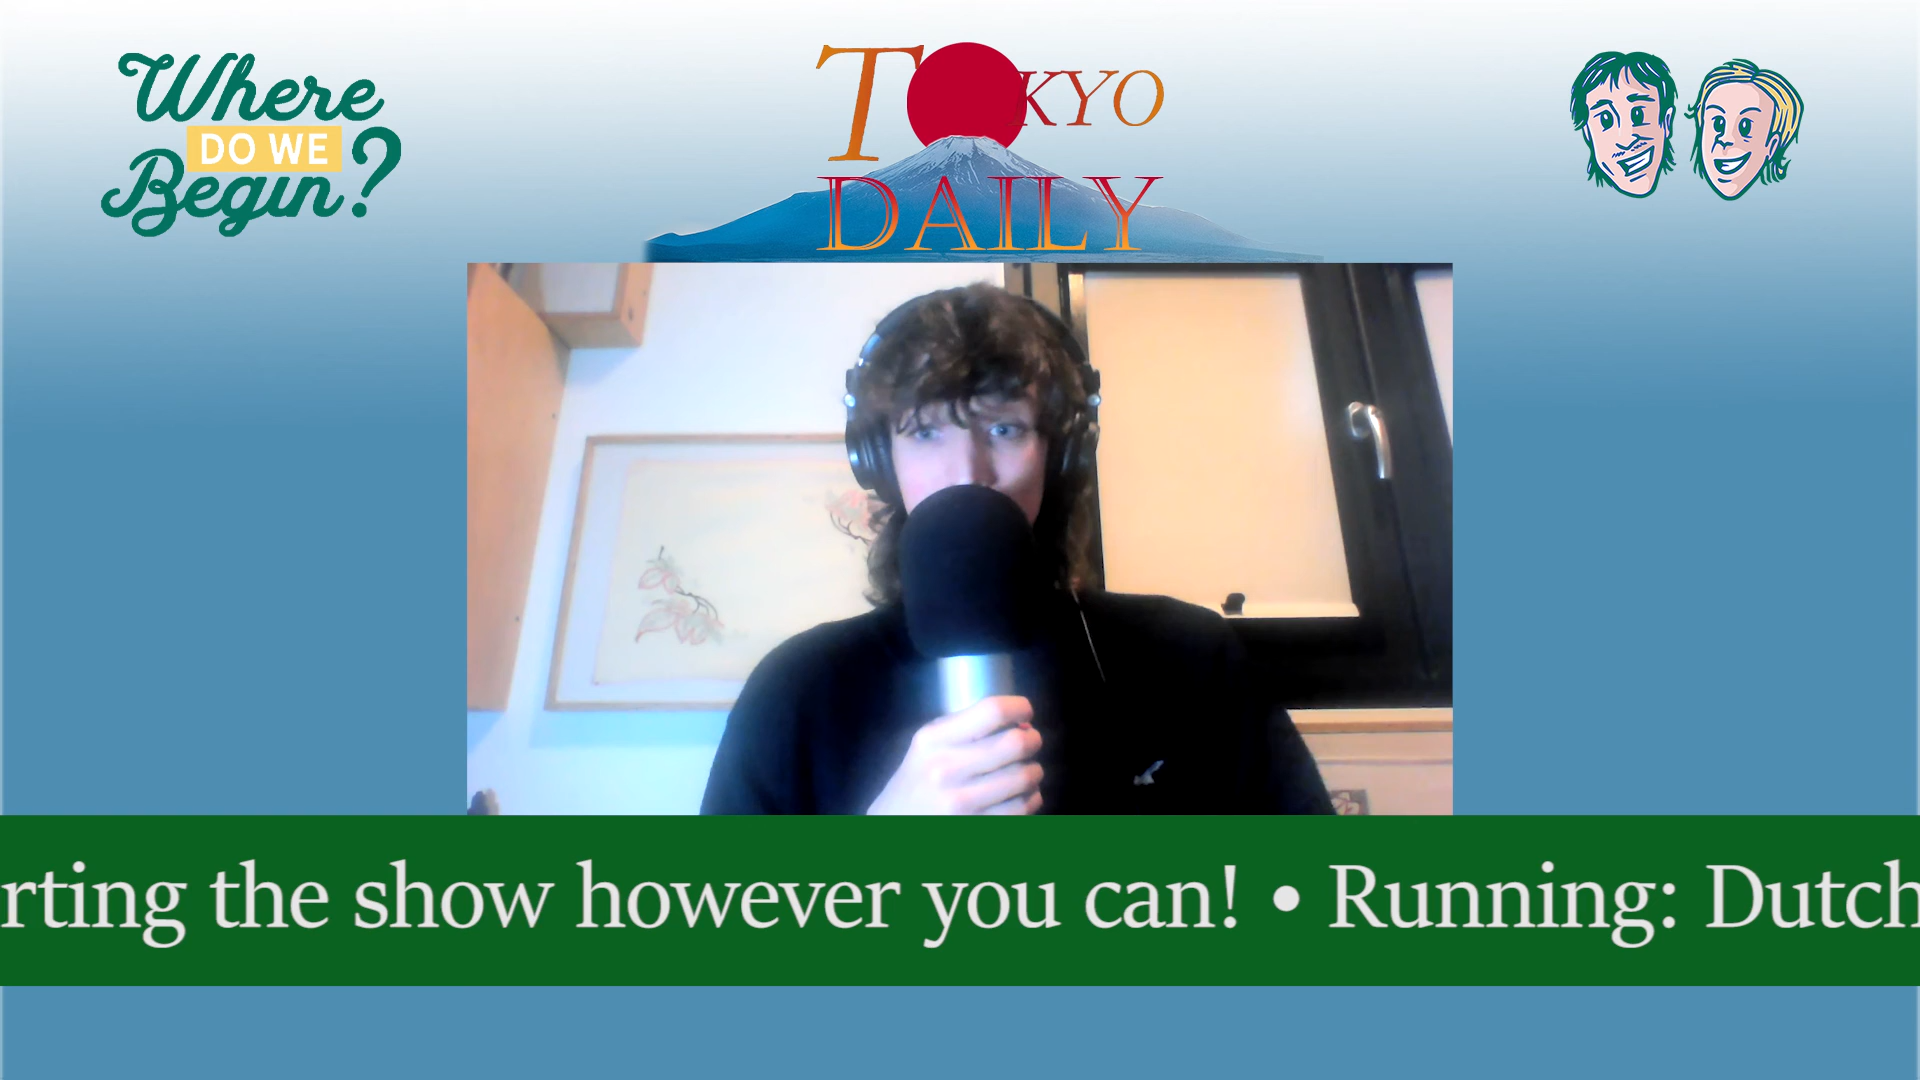 Where
DO WE
Begin?
TOKYO
DAILY
rting the show however you can! • Running: Dutch